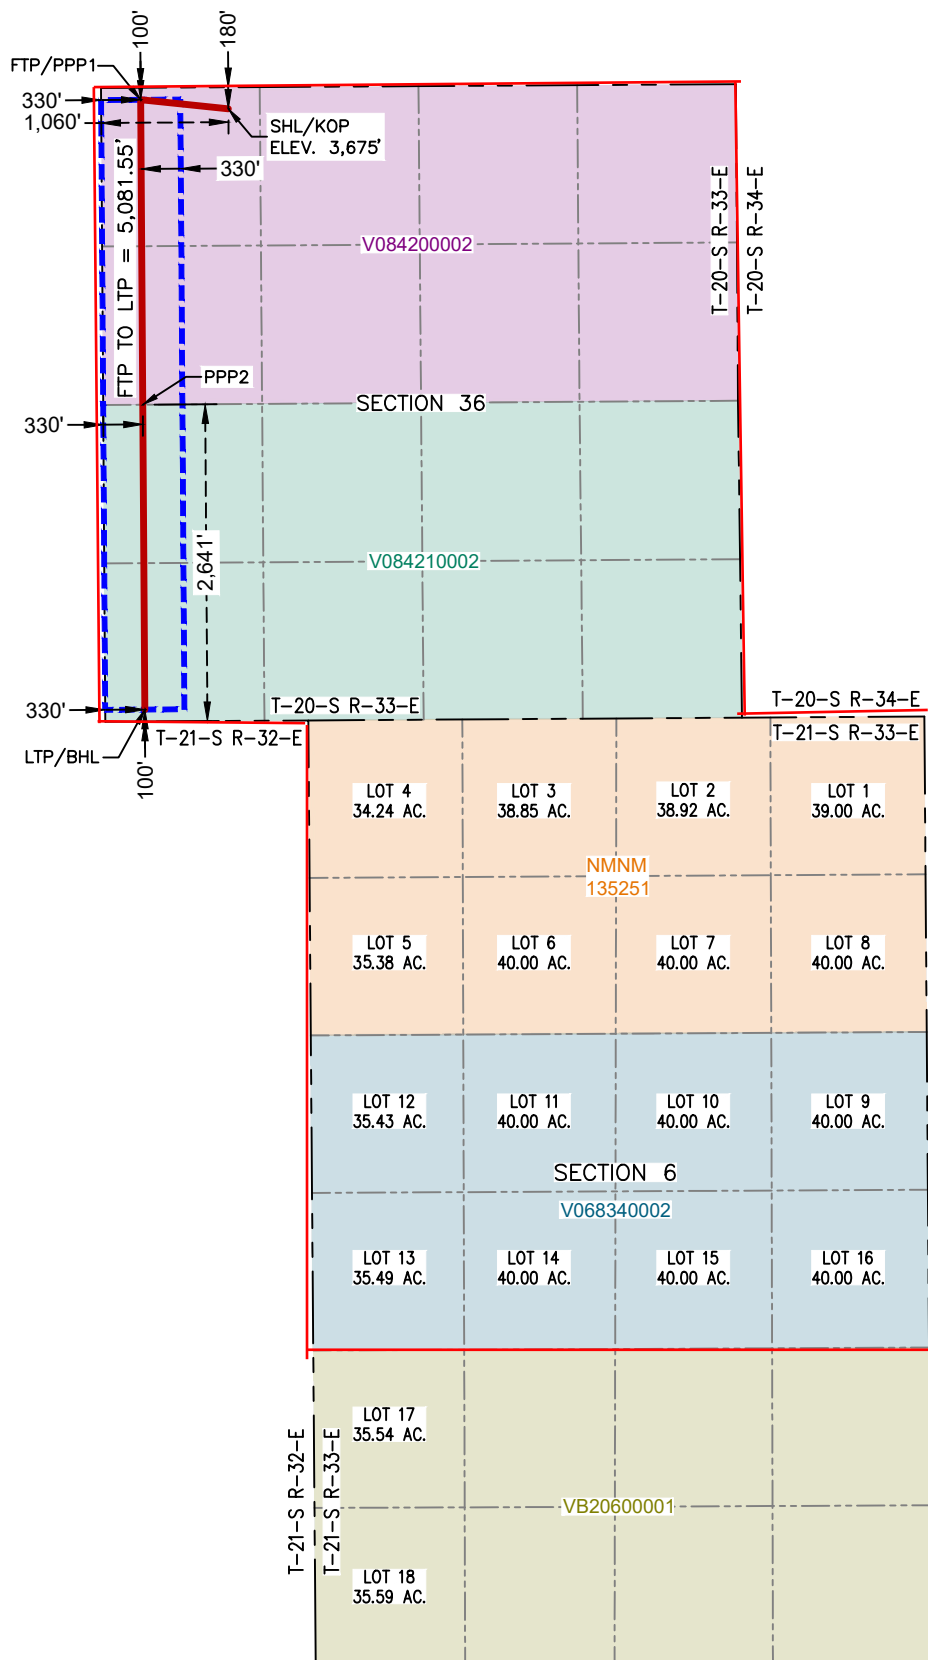 100'
180'
FTP/PPP1
330'
1,060'
SHL/KOP
ELEV. 3,675'
330'
FTP TO LTP = 5,081.55'
T-20-S R-33-E
T-20-S R-34-E
V084200002
PPP2
SECTION 36
330'
V084210002
2,641'
330'
T-20-S R-33-E
T-20-S R-34-E
T-21-S R-32-E
T-21-S R-33-E
LTP/BHL
100'
LOT 4
34.24 AC.
LOT 3
38.85 AC.
LOT 2
38.92 AC.
LOT 1
39.00 AC.
NMNM
135251
LOT 5
35.38 AC.
LOT 6
40.00 AC.
LOT 7
40.00 AC.
LOT 8
40.00 AC.
LOT 12
35.43 AC.
LOT 11
40.00 AC.
LOT 10
40.00 AC.
LOT 9
40.00 AC.
SECTION 6
V068340002
LOT 13
35.49 AC.
LOT 14
40.00 AC.
LOT 15
40.00 AC.
LOT 16
40.00 AC.
LOT 17
35.54 AC.
T-21-S R-32-E
T-21-S R-33-E
VB20600001
LOT 18
35.59 AC.